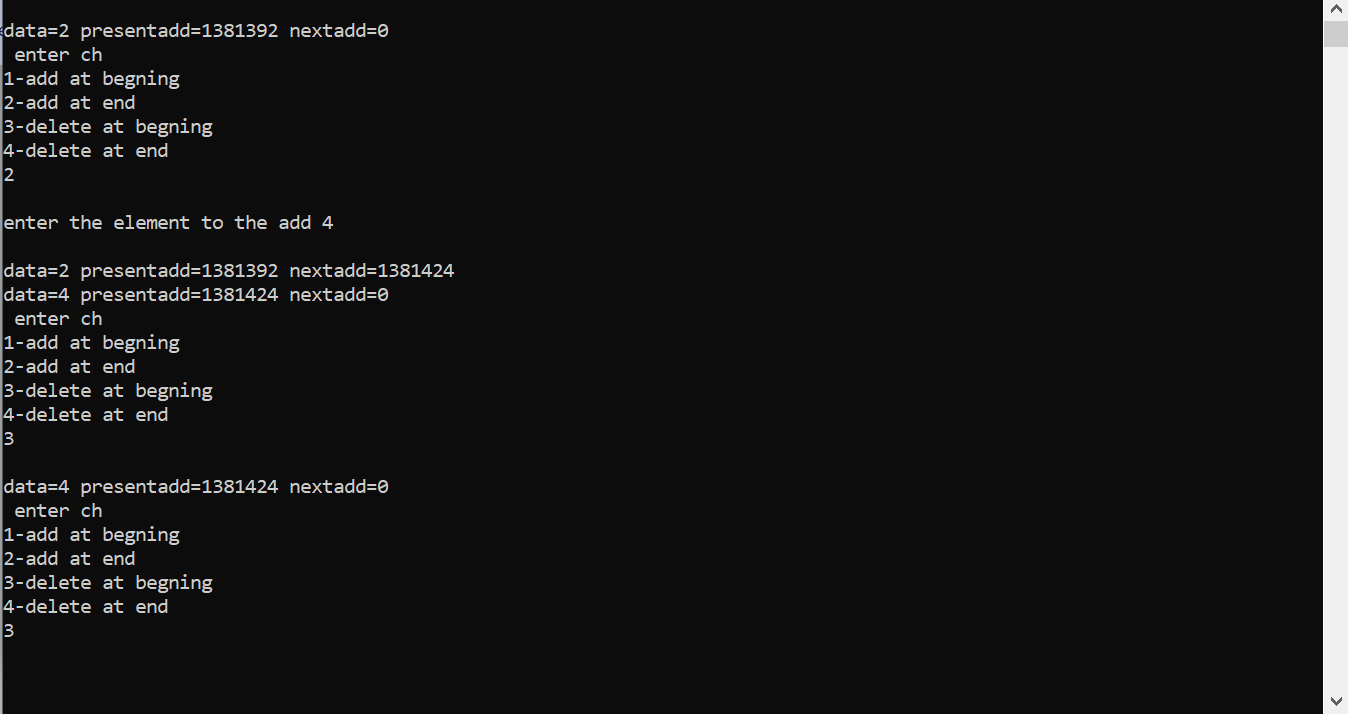 data=2 presentadd=1381392 nextadd=0
enter ch
1-add at begning
2-add at end
3-delete at begning
4-delete at end
2
enter the element to the add 4
data=2 presentadd=1381392 nextadd=1381424
data=4 presentadd=1381424 nextadd=0
enter ch
1-add at begning
2-add at end
3-delete at begning
4-delete at end
3
data=4 presentadd=1381424 nextadd=0
enter ch
1-add at begning
2-add at end
3-delete at begning
4-delete at end
3